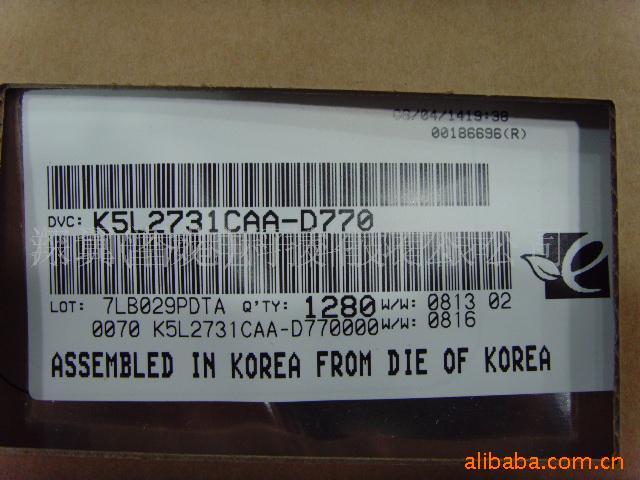 08/04/1419:38
00186696(R)
DVC: K5L2731CAA-D770
LOT: 7LB029PDTA Q'TY: 1280 W/W: 0813 02
0070 K5L2731CAA-D770000 W/W: 0816
ASSEMBLED IN KOREA FROM DIE OF KOREA
e
alibaba.com.cn